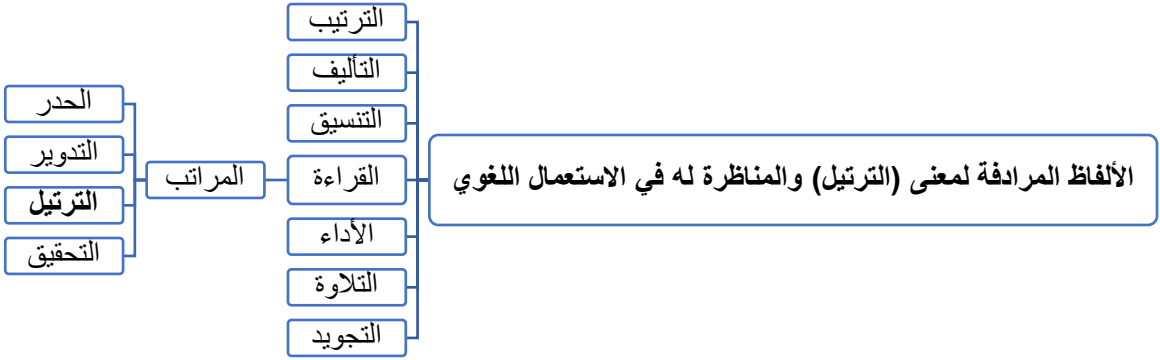 الألفاظ المرادفة لمعنى (الترتيل) والمناظرة له في الاستعمال اللغوي
الترتيب
التأليف
التنسيق
القراءة
الأداء
التلاوة
التجويد
المراتب
الحدر
التدوير
الترتيل
التحقيق